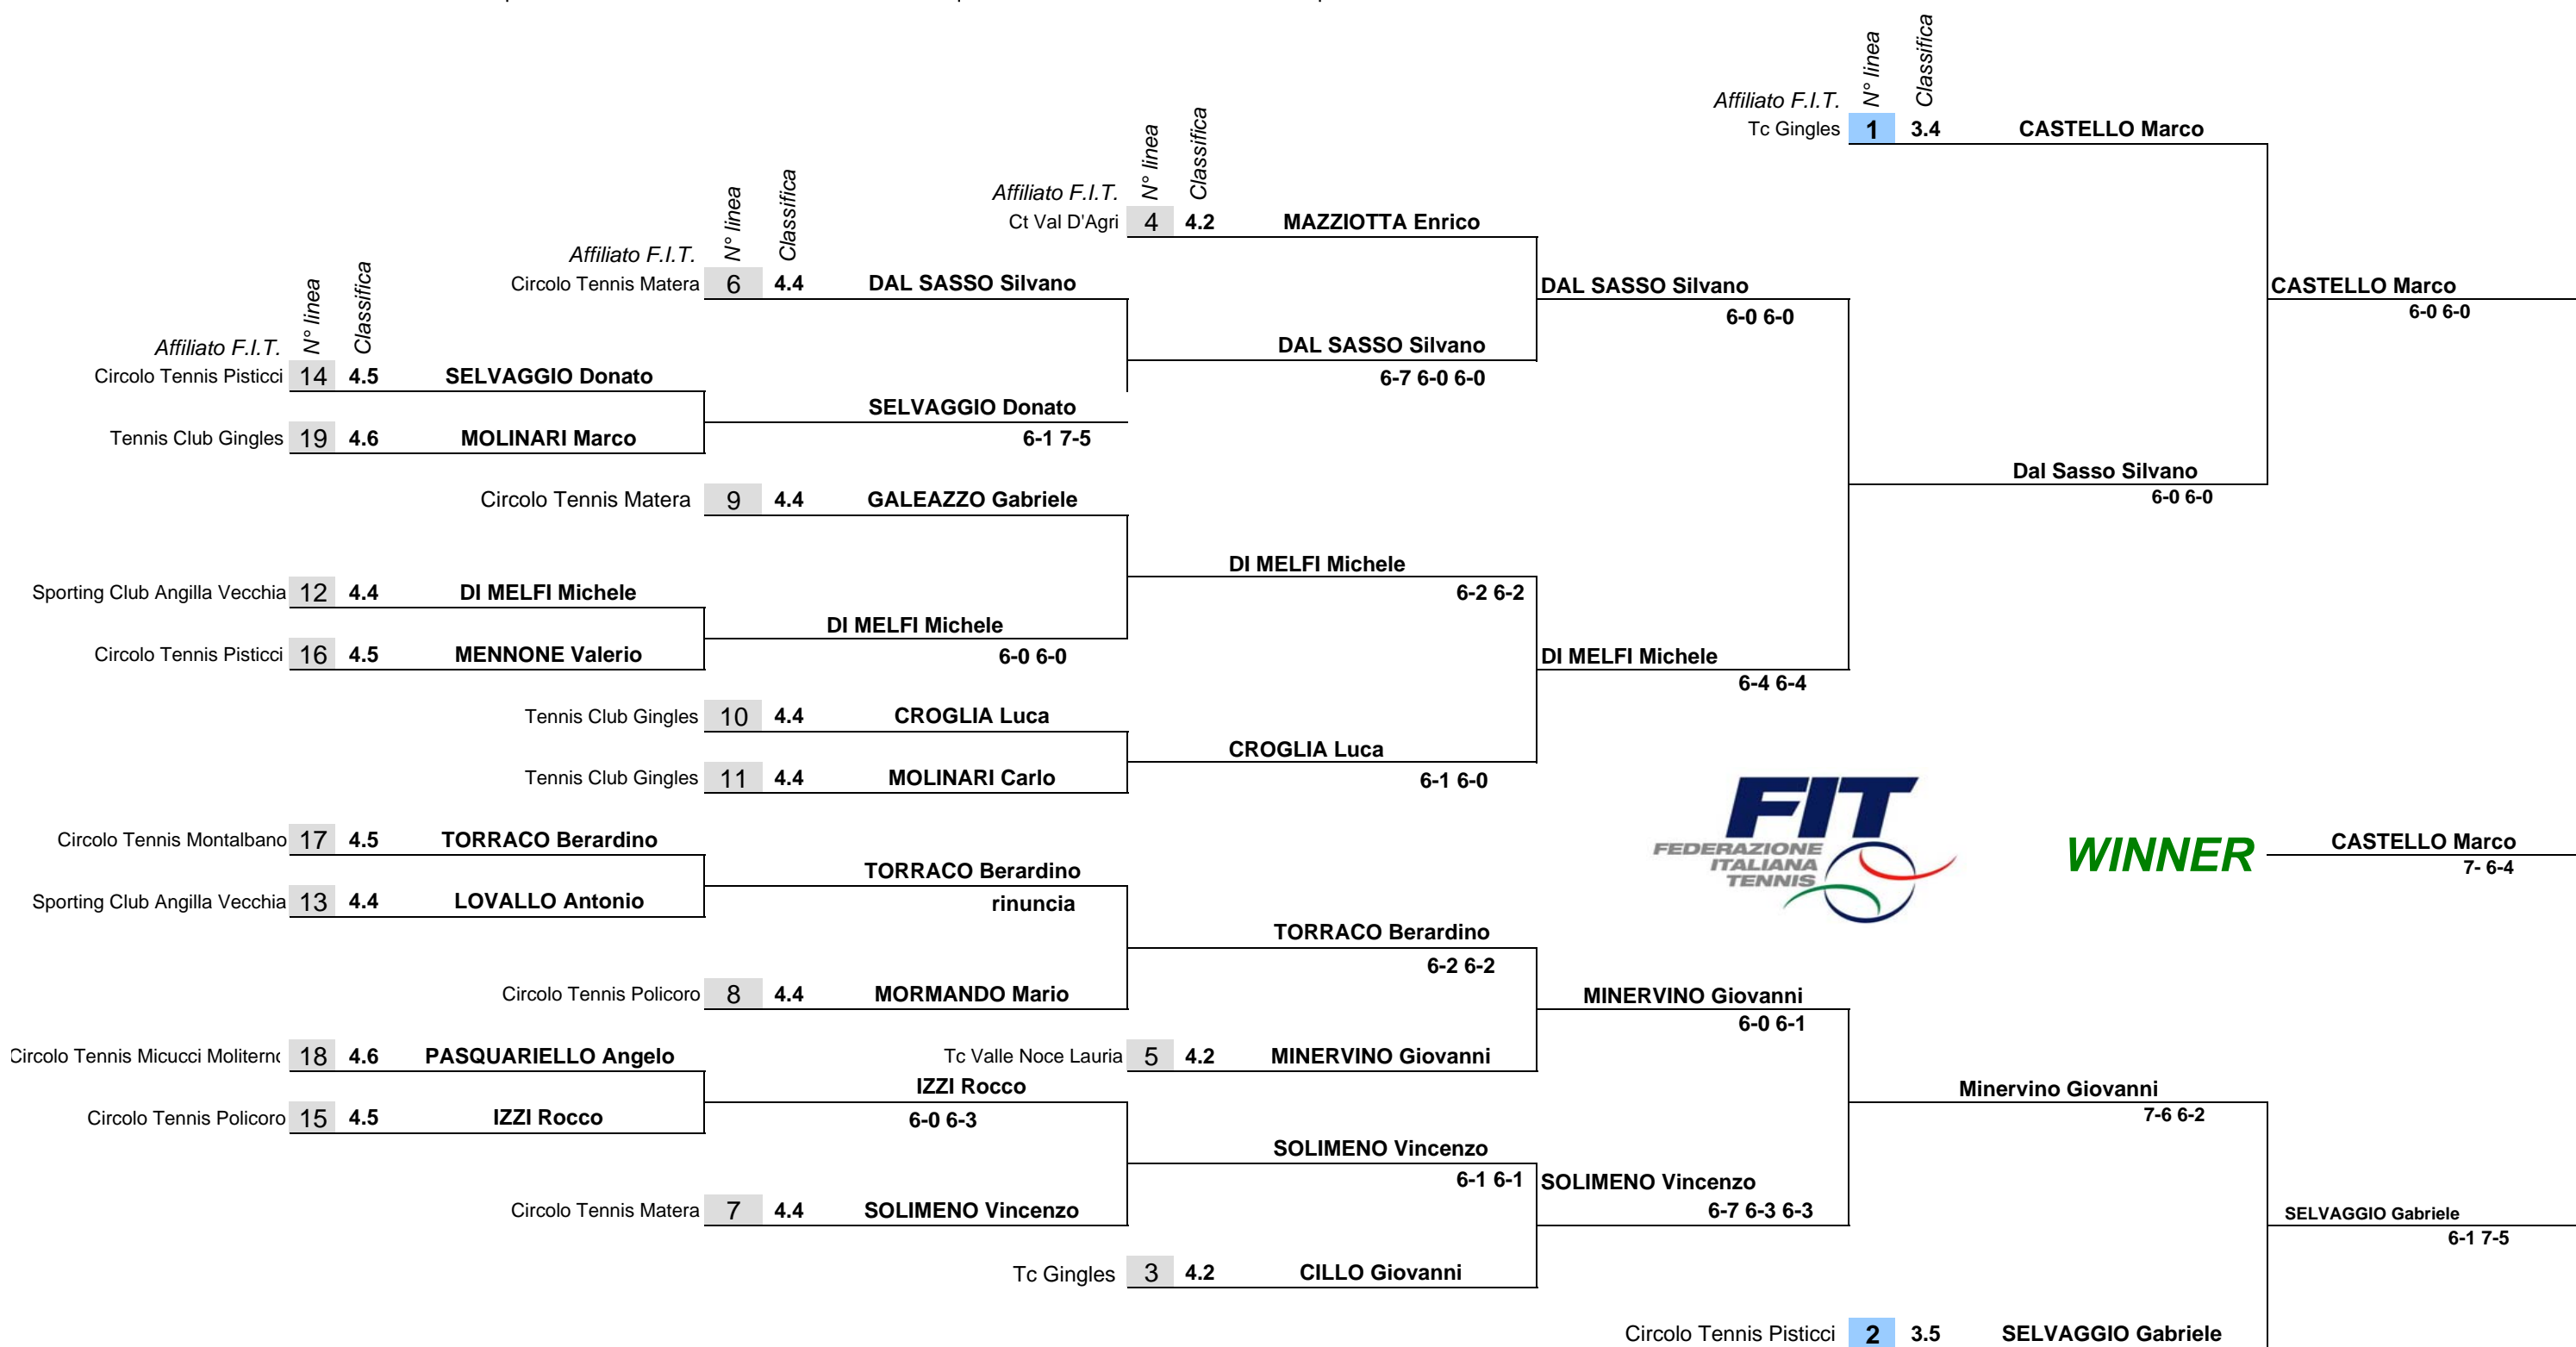 N° linea
Classifica
Affiliato F.I.T.
Tc Gingles 1 3.4 CASTELLO Marco
N° linea
Classifica
Affiliato F.I.T.
Ct Val D'Agri 4 4.2 MAZZIOTTA Enrico
N° linea
Classifica
Affiliato F.I.T.
Circolo Tennis Matera 6 4.4 DAL SASSO Silvano
DAL SASSO Silvano
6-0 6-0
CASTELLO Marco
6-0 6-0
N° linea
Classifica
Affiliato F.I.T.
DAL SASSO Silvano
6-7 6-0 6-0
Circolo Tennis Pisticci 14 4.5 SELVAGGIO Donato
SELVAGGIO Donato
6-1 7-5
Tennis Club Gingles 19 4.6 MOLINARI Marco
Dal Sasso Silvano
6-0 6-0
Circolo Tennis Matera 9 4.4 GALEAZZO Gabriele
DI MELFI Michele
6-2 6-2
Sporting Club Angilla Vecchia 12 4.4 DI MELFI Michele
DI MELFI Michele
6-0 6-0
Circolo Tennis Pisticci 16 4.5 MENNONE Valerio
DI MELFI Michele
6-4 6-4
Tennis Club Gingles 10 4.4 CROGLIA Luca
CROGLIA Luca
6-1 6-0
Tennis Club Gingles 11 4.4 MOLINARI Carlo
FIT
FEDERAZIONE
ITALIANA
TENNIS
WINNER
CASTELLO Marco
7- 6-4
Circolo Tennis Montalbano 17 4.5 TORRACO Berardino
TORRACO Berardino
rinuncia
Sporting Club Angilla Vecchia 13 4.4 LOVALLO Antonio
TORRACO Berardino
6-2 6-2
Circolo Tennis Policoro 8 4.4 MORMANDO Mario
MINERVINO Giovanni
6-0 6-1
Circolo Tennis Micucci Moliterno 18 4.6 PASQUARIELLO Angelo
Tc Valle Noce Lauria 5 4.2 MINERVINO Giovanni
IZZI Rocco
6-0 6-3
Minervino Giovanni
7-6 6-2
Circolo Tennis Policoro 15 4.5 IZZI Rocco
SOLIMENO Vincenzo
6-1 6-1
SOLIMENO Vincenzo
6-7 6-3 6-3
Circolo Tennis Matera 7 4.4 SOLIMENO Vincenzo
SELVAGGIO Gabriele
6-1 7-5
Tc Gingles 3 4.2 CILLO Giovanni
Circolo Tennis Pisticci 2 3.5 SELVAGGIO Gabriele